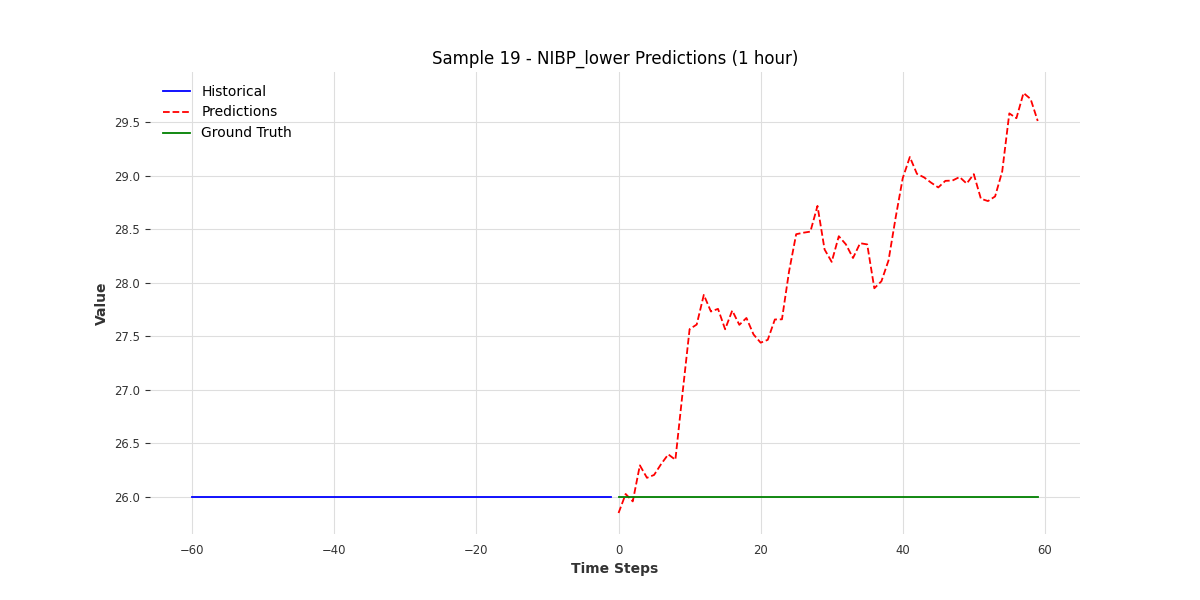 Sample 19 - NIBP_lower Predictions (1 hour)
Historical
Predictions
Ground Truth
29.5
29.0
28.5
28.0
27.5
27.0
26.5
26.0
Value
−60
−40
−20
0
20
40
60
Time Steps